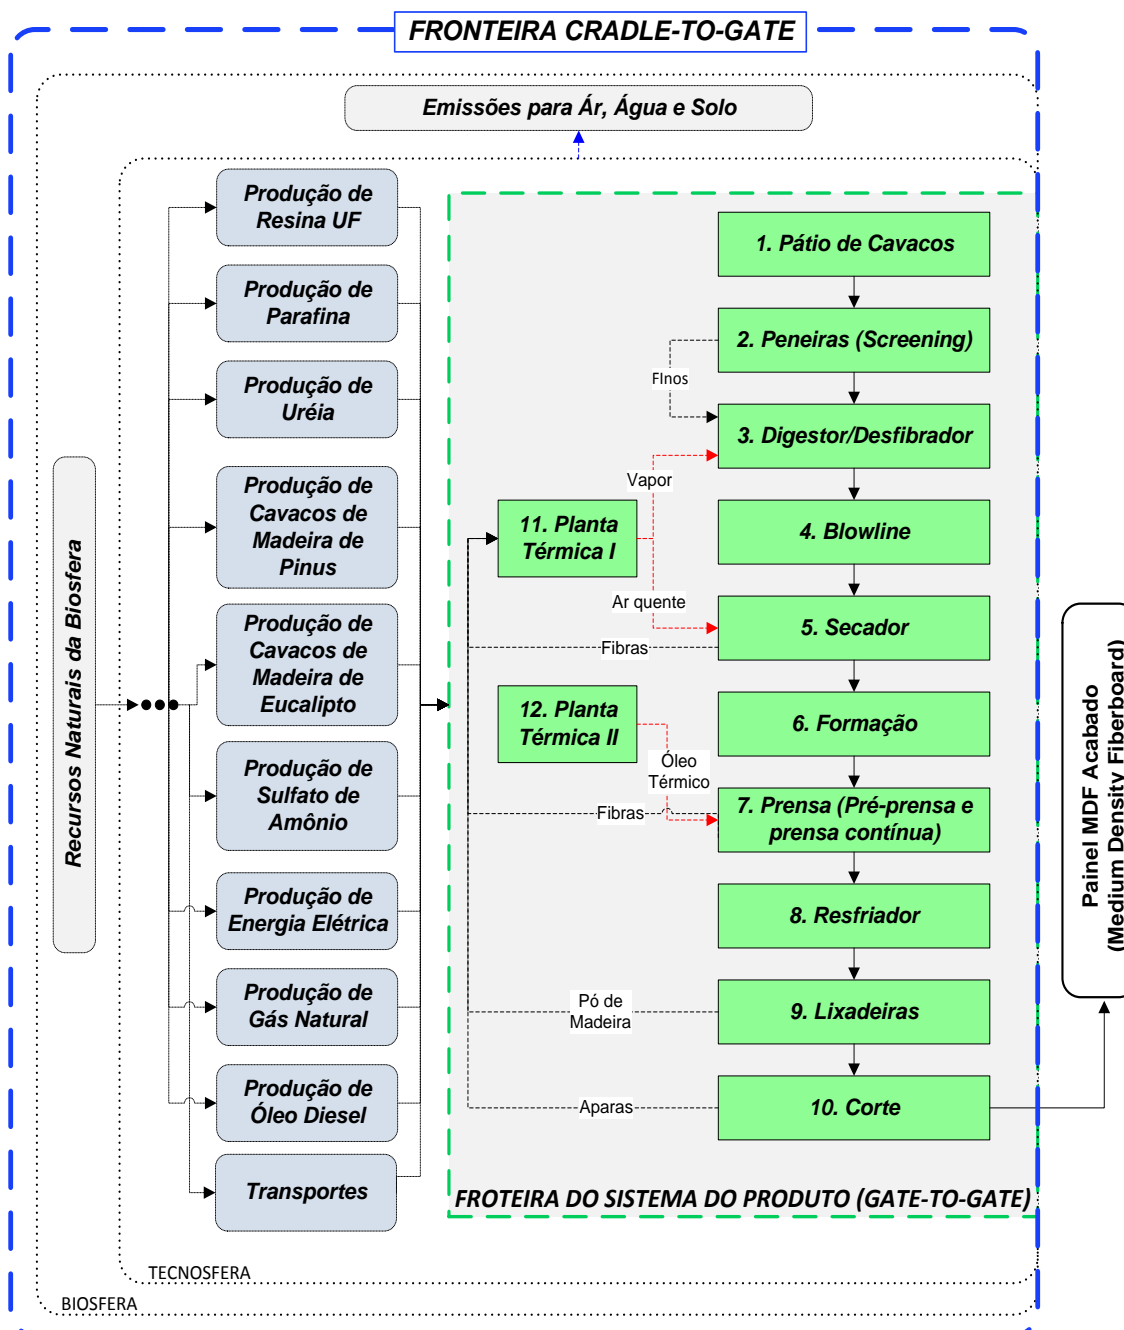 FRONTEIRA CRADLE-TO-GATE
Emissões para Ár, Água e Solo
Recursos Naturais da Biosfera
Produção de
Resina UF
Produção de
Parafina
Produção de
Uréia
Produção de
Cavacos de
Madeira de
Pinus
Produção de
Cavacos de
Madeira de
Eucalipto
Produção de
Sulfato de
Amônio
Produção de
Energia Elétrica
Produção de
Gás Natural
Produção de
Óleo Diesel
Transportes
1. Pátio de Cavacos
2. Peneiras (Screening)
FInos
3. Digestor/Desfibrador
Vapor
11. Planta
Térmica I
4. Blowline
Ar quente
5. Secador
Fibras
12. Planta
Térmica II
6. Formação
Óleo
Térmico
7. Prensa (Pré-prensa e
prensa contínua)
Fibras
8. Resfriador
Pó de
Madeira
9. Lixadeiras
Aparas
10. Corte
FROTEIRA DO SISTEMA DO PRODUTO (GATE-TO-GATE)
Painel MDF Acabado
(Medium Density Fiberboard)
TECNOSFERA
BIOSFERA